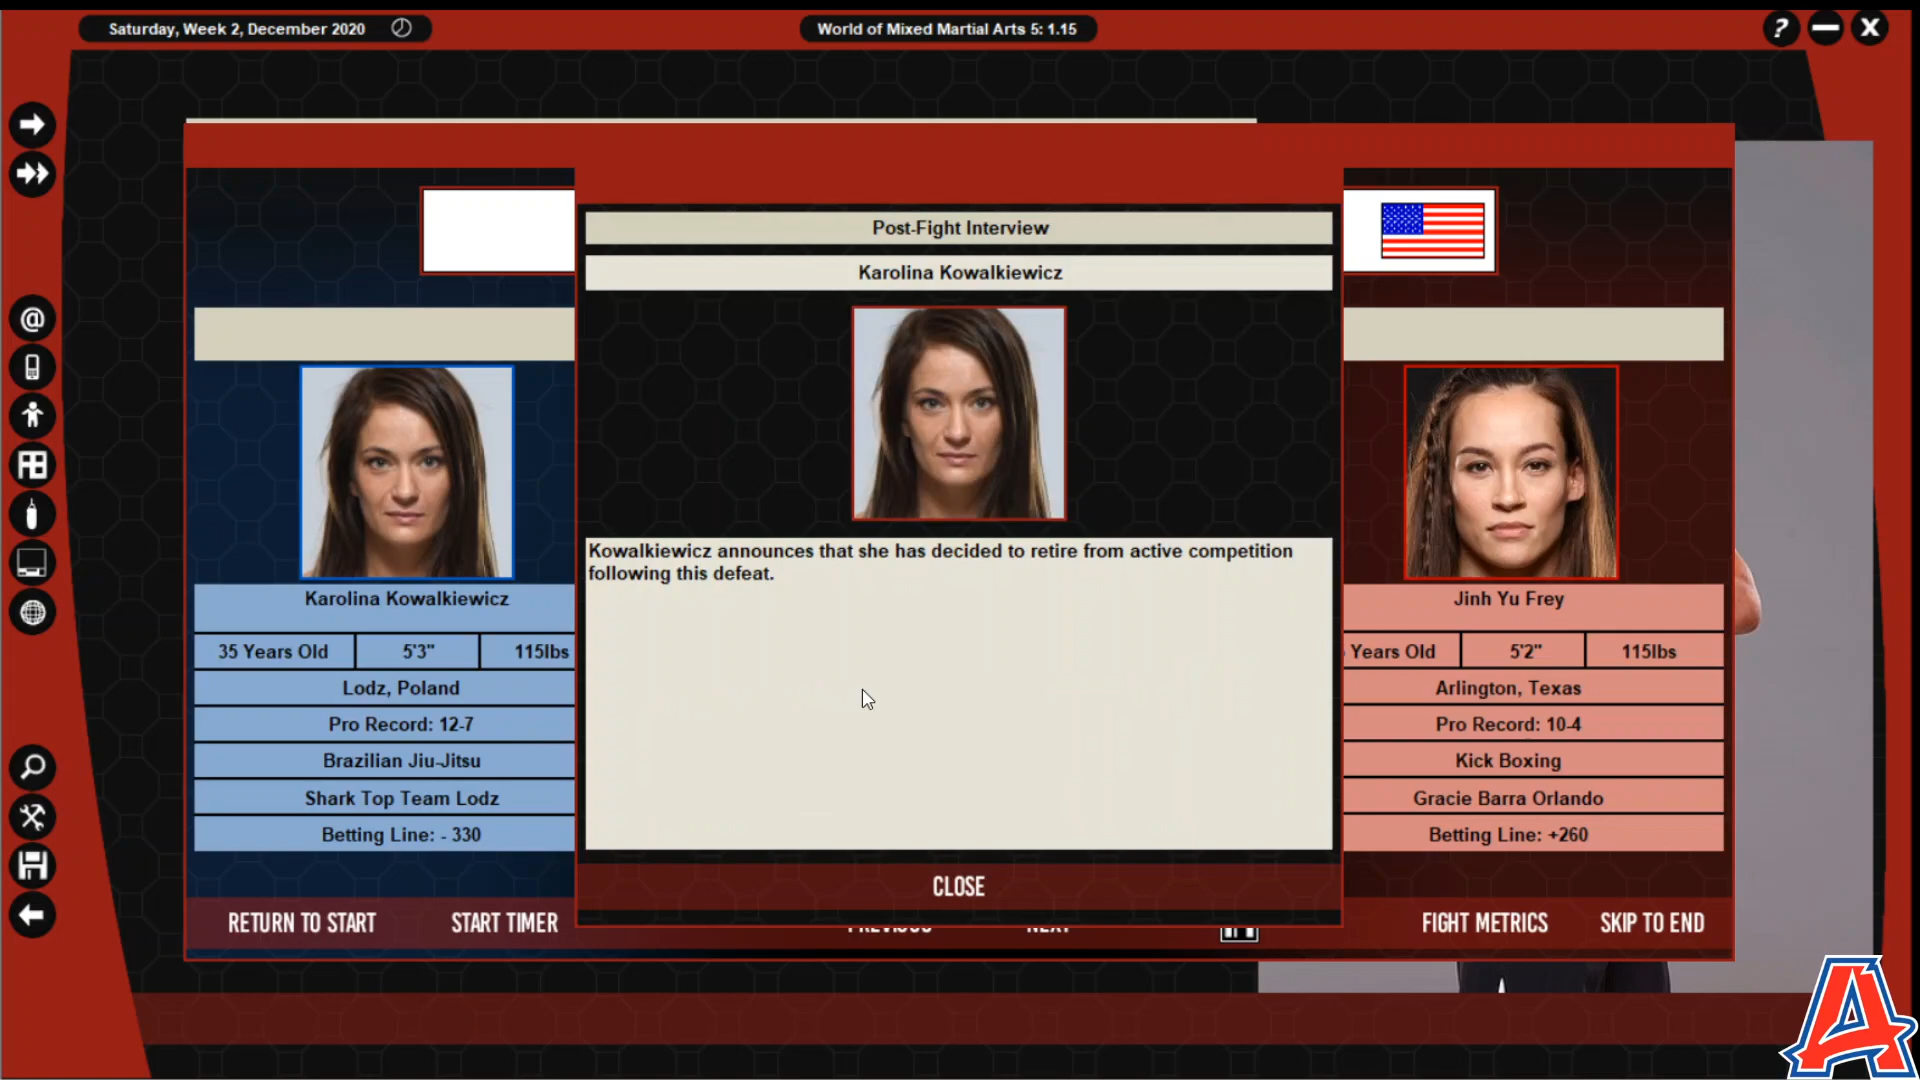 Saturday, Week 2, December 2020
World of Mixed Martial Arts 5: 1.15
?
X
Post-Fight Interview
Karolina Kowalkiewicz
@
Kowalkiewicz announces that she has decided to retire from active competition
following this defeat.
Karolina Kowalkiewicz
35 Years Old
5'3"
115lbs
Lodz, Poland
Pro Record: 12-7
Brazilian Jiu-Jitsu
Shark Top Team Lodz
Betting Line: - 330
Jinh Yu Frey
Years Old
5'2"
115lbs
Arlington, Texas
Pro Record: 10-4
Kick Boxing
Gracie Barra Orlando
Betting Line: +260
CLOSE
RETURN TO START
START TIMER
PREVIOUS
NEXT
FIGHT METRICS
SKIP TO END
A